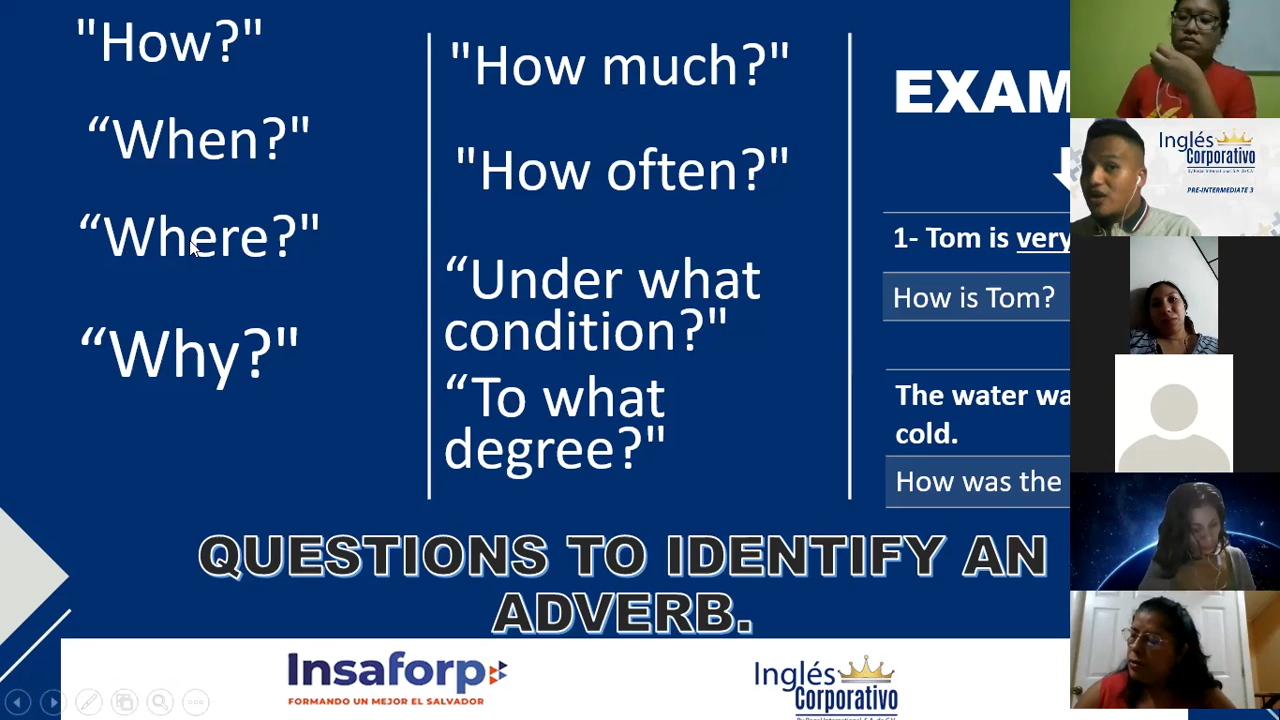 "How?"
“When?"
“Where?"
“Why?"
"How much?"
"How often?"
“Under what
condition?"
“To what
degree?"
EXAM
1- Tom is very
How is Tom?
The water wa
cold.
How was the
QUESTIONS TO IDENTIFY AN
ADVERB.
Insaforp
FORMANDO UN MEJOR EL SALVADOR
Inglés
Corporativo
Inglés
Corporativo
PRE-INTERMEDIATE 3